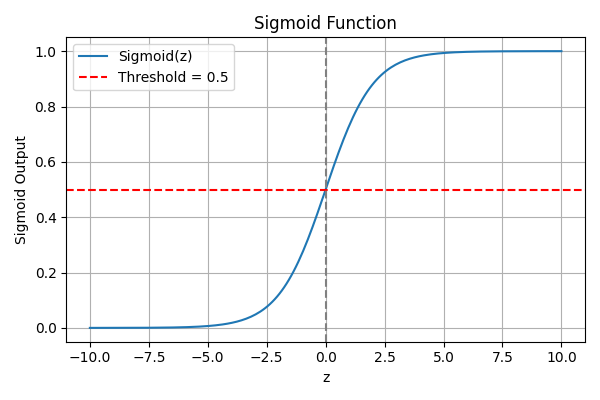 Sigmoid Function
Sigmoid(z)
Threshold = 0.5
Sigmoid Output
1.0
0.8
0.6
0.4
0.2
0.0
−10.0 −7.5 −5.0 −2.5 0.0 2.5 5.0 7.5 10.0
z